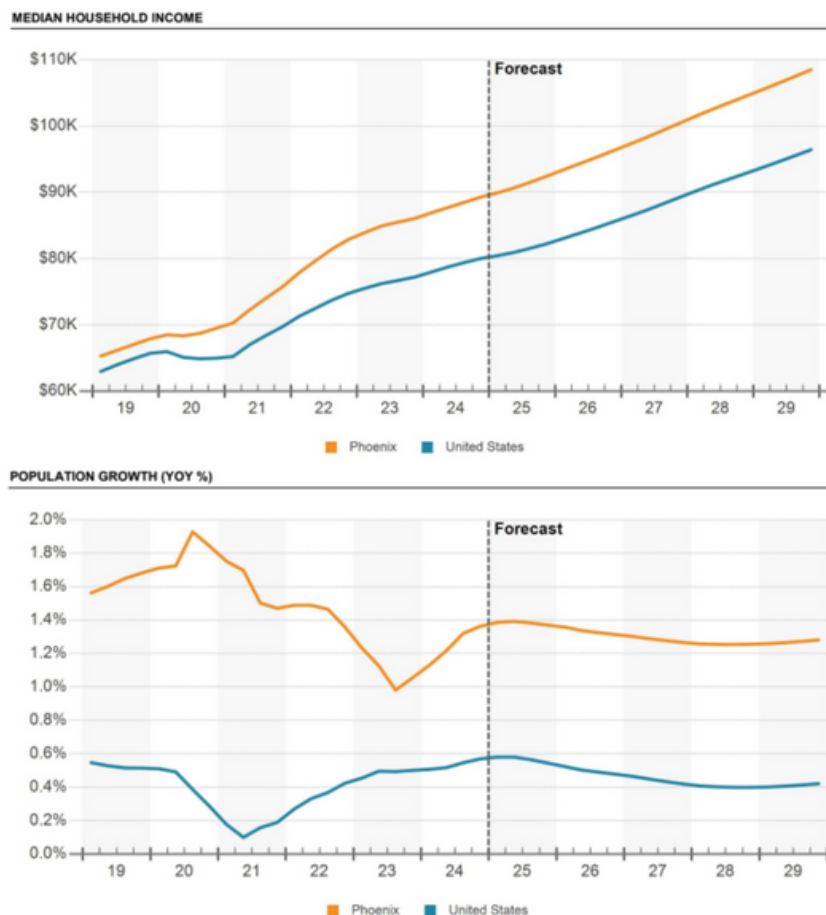 MEDIAN HOUSEHOLD INCOME
$110K
Forecast
$100K
$90K
$80K
$70K
$60K
19 20 21 22 23 24 25 26 27 28 29
Phoenix United States
POPULATION GROWTH (YOY %)
2.0%
Forecast
1.8%
1.6%
1.4%
1.2%
1.0%
0.8%
0.6%
0.4%
0.2%
0.0%
19 20 21 22 23 24 25 26 27 28 29
Phoenix United States